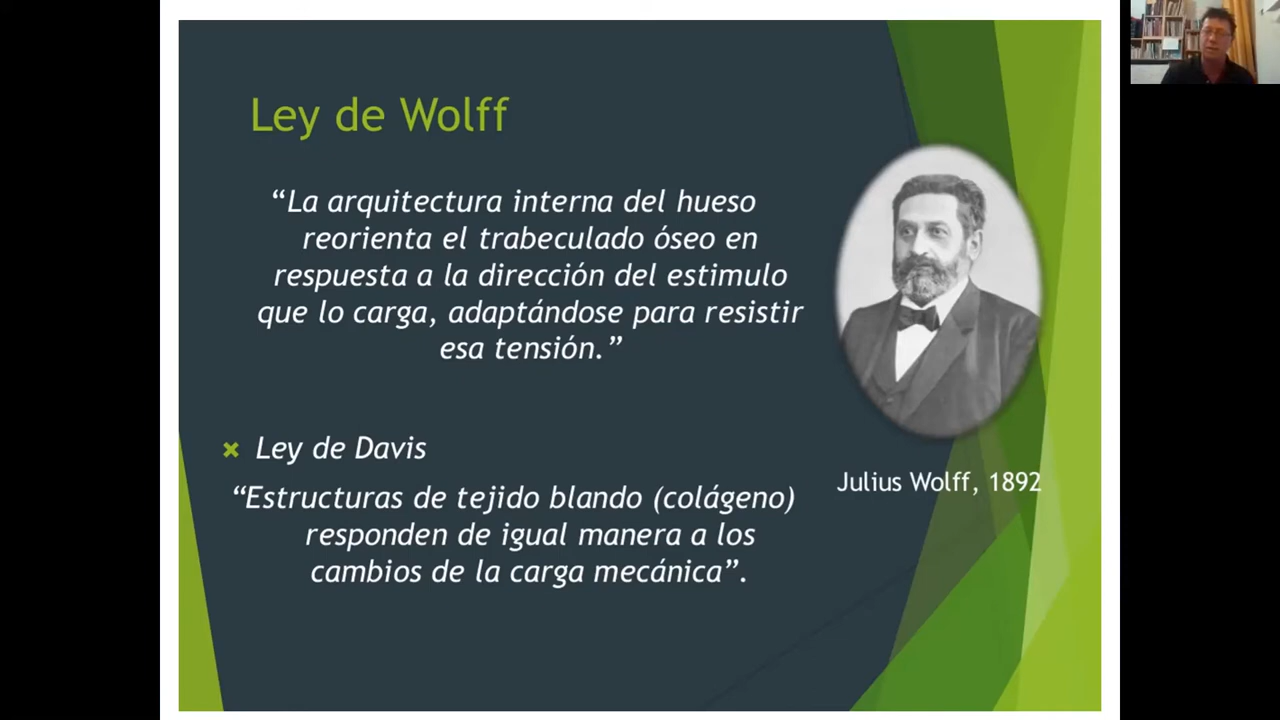 Ley de Wolff
“La arquitectura interna del hueso
reorienta el trabeculado óseo en
respuesta a la dirección del estimulo
que lo carga, adaptándose para resistir
esa tensión.”
Ley de Davis
“Estructuras de tejido blando (colágeno)
responden de igual manera a los
cambios de la carga mecánica”.
Julius Wolff, 1892